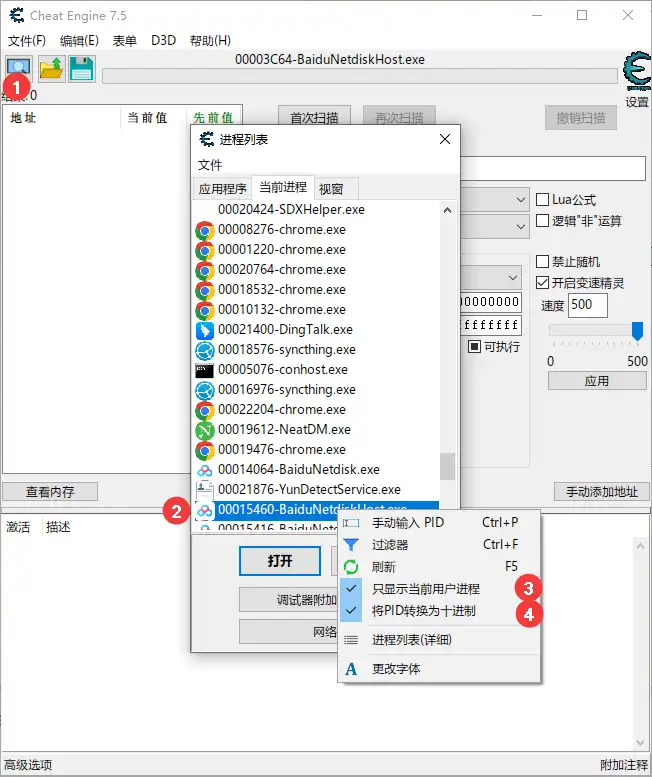 Cheat Engine 7.5
文件(F) 编辑(E) 表单 D3D 帮助(H)
00003C64-BaiduNetdiskHost.exe
1
结果: 0
设置
地址 当前值 先前值
首次扫描 再次扫描 撤销扫描
进程列表
文件
应用程序 当前进程 视窗
00020424-SDXHelper.exe
00008276-chrome.exe
00001220-chrome.exe
00020764-chrome.exe
00018532-chrome.exe
00010132-chrome.exe
00021400-DingTalk.exe
00018576-syncthing.exe
00005076-conhost.exe
00016976-syncthing.exe
00022204-chrome.exe
00019612-NeatDM.exe
00019476-chrome.exe
00014064-BaiduNetdisk.exe
00021876-YunDetectService.exe
2
00015460-BaiduNetdiskHost.exe
Lua公式
逻辑"非"运算
禁止随机
开启变速精灵
00000000
速度 500
ffffffff
可执行
0 500
应用
查看内存
手动添加地址
激活 描述
打开
调试器附加
网络
手动输入 PID Ctrl+P
过滤器 Ctrl+F
刷新 F5
只显示当前用户进程 3
将PID转换为十进制 4
进程列表(详细)
A 更改字体
高级选项 附加注释